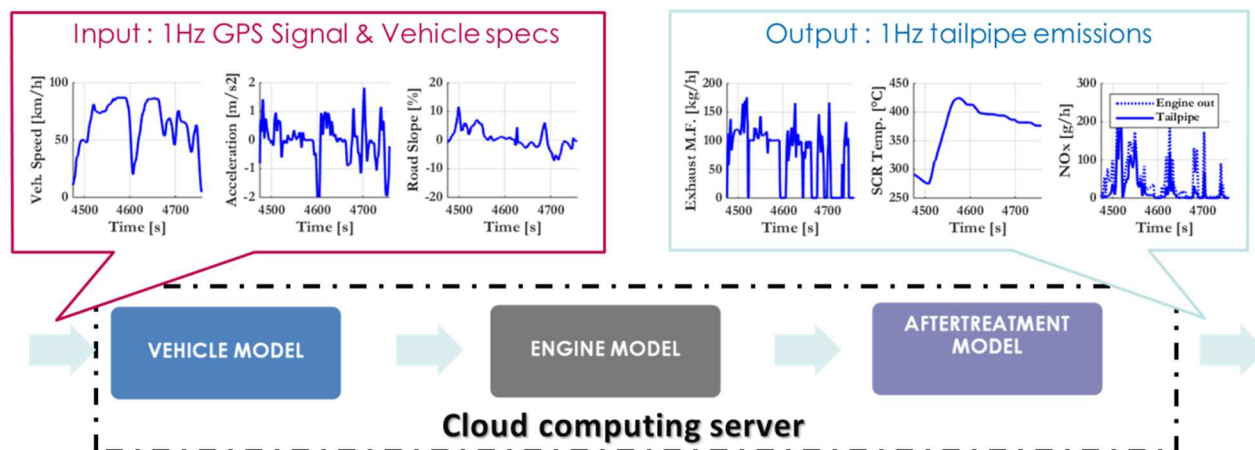 Input : 1Hz GPS Signal & Vehicle specs
Veh. Speed [km/h]
100
50
0
4500 4600 4700
Time [s]
Acceleration [m/s2]
2
1
0
-1
-2
4500 4600 4700
Time [s]
Road Slope [%]
20
10
0
-10
-20
4500 4600 4700
Time [s]
Output : 1Hz tailpipe emissions
Exhaust M.F. [kg/h]
200
150
100
50
0
4500 4600 4700
Time [s]
SCR Temp. [°C]
450
400
350
300
250
4500 4600 4700
Time [s]
NOx [g/h]
300
200
100
0
Engine out
Tailpipe
4500 4600 4700
Time [s]
VEHICLE MODEL
ENGINE MODEL
AFTERTREATMENT
MODEL
Cloud computing server